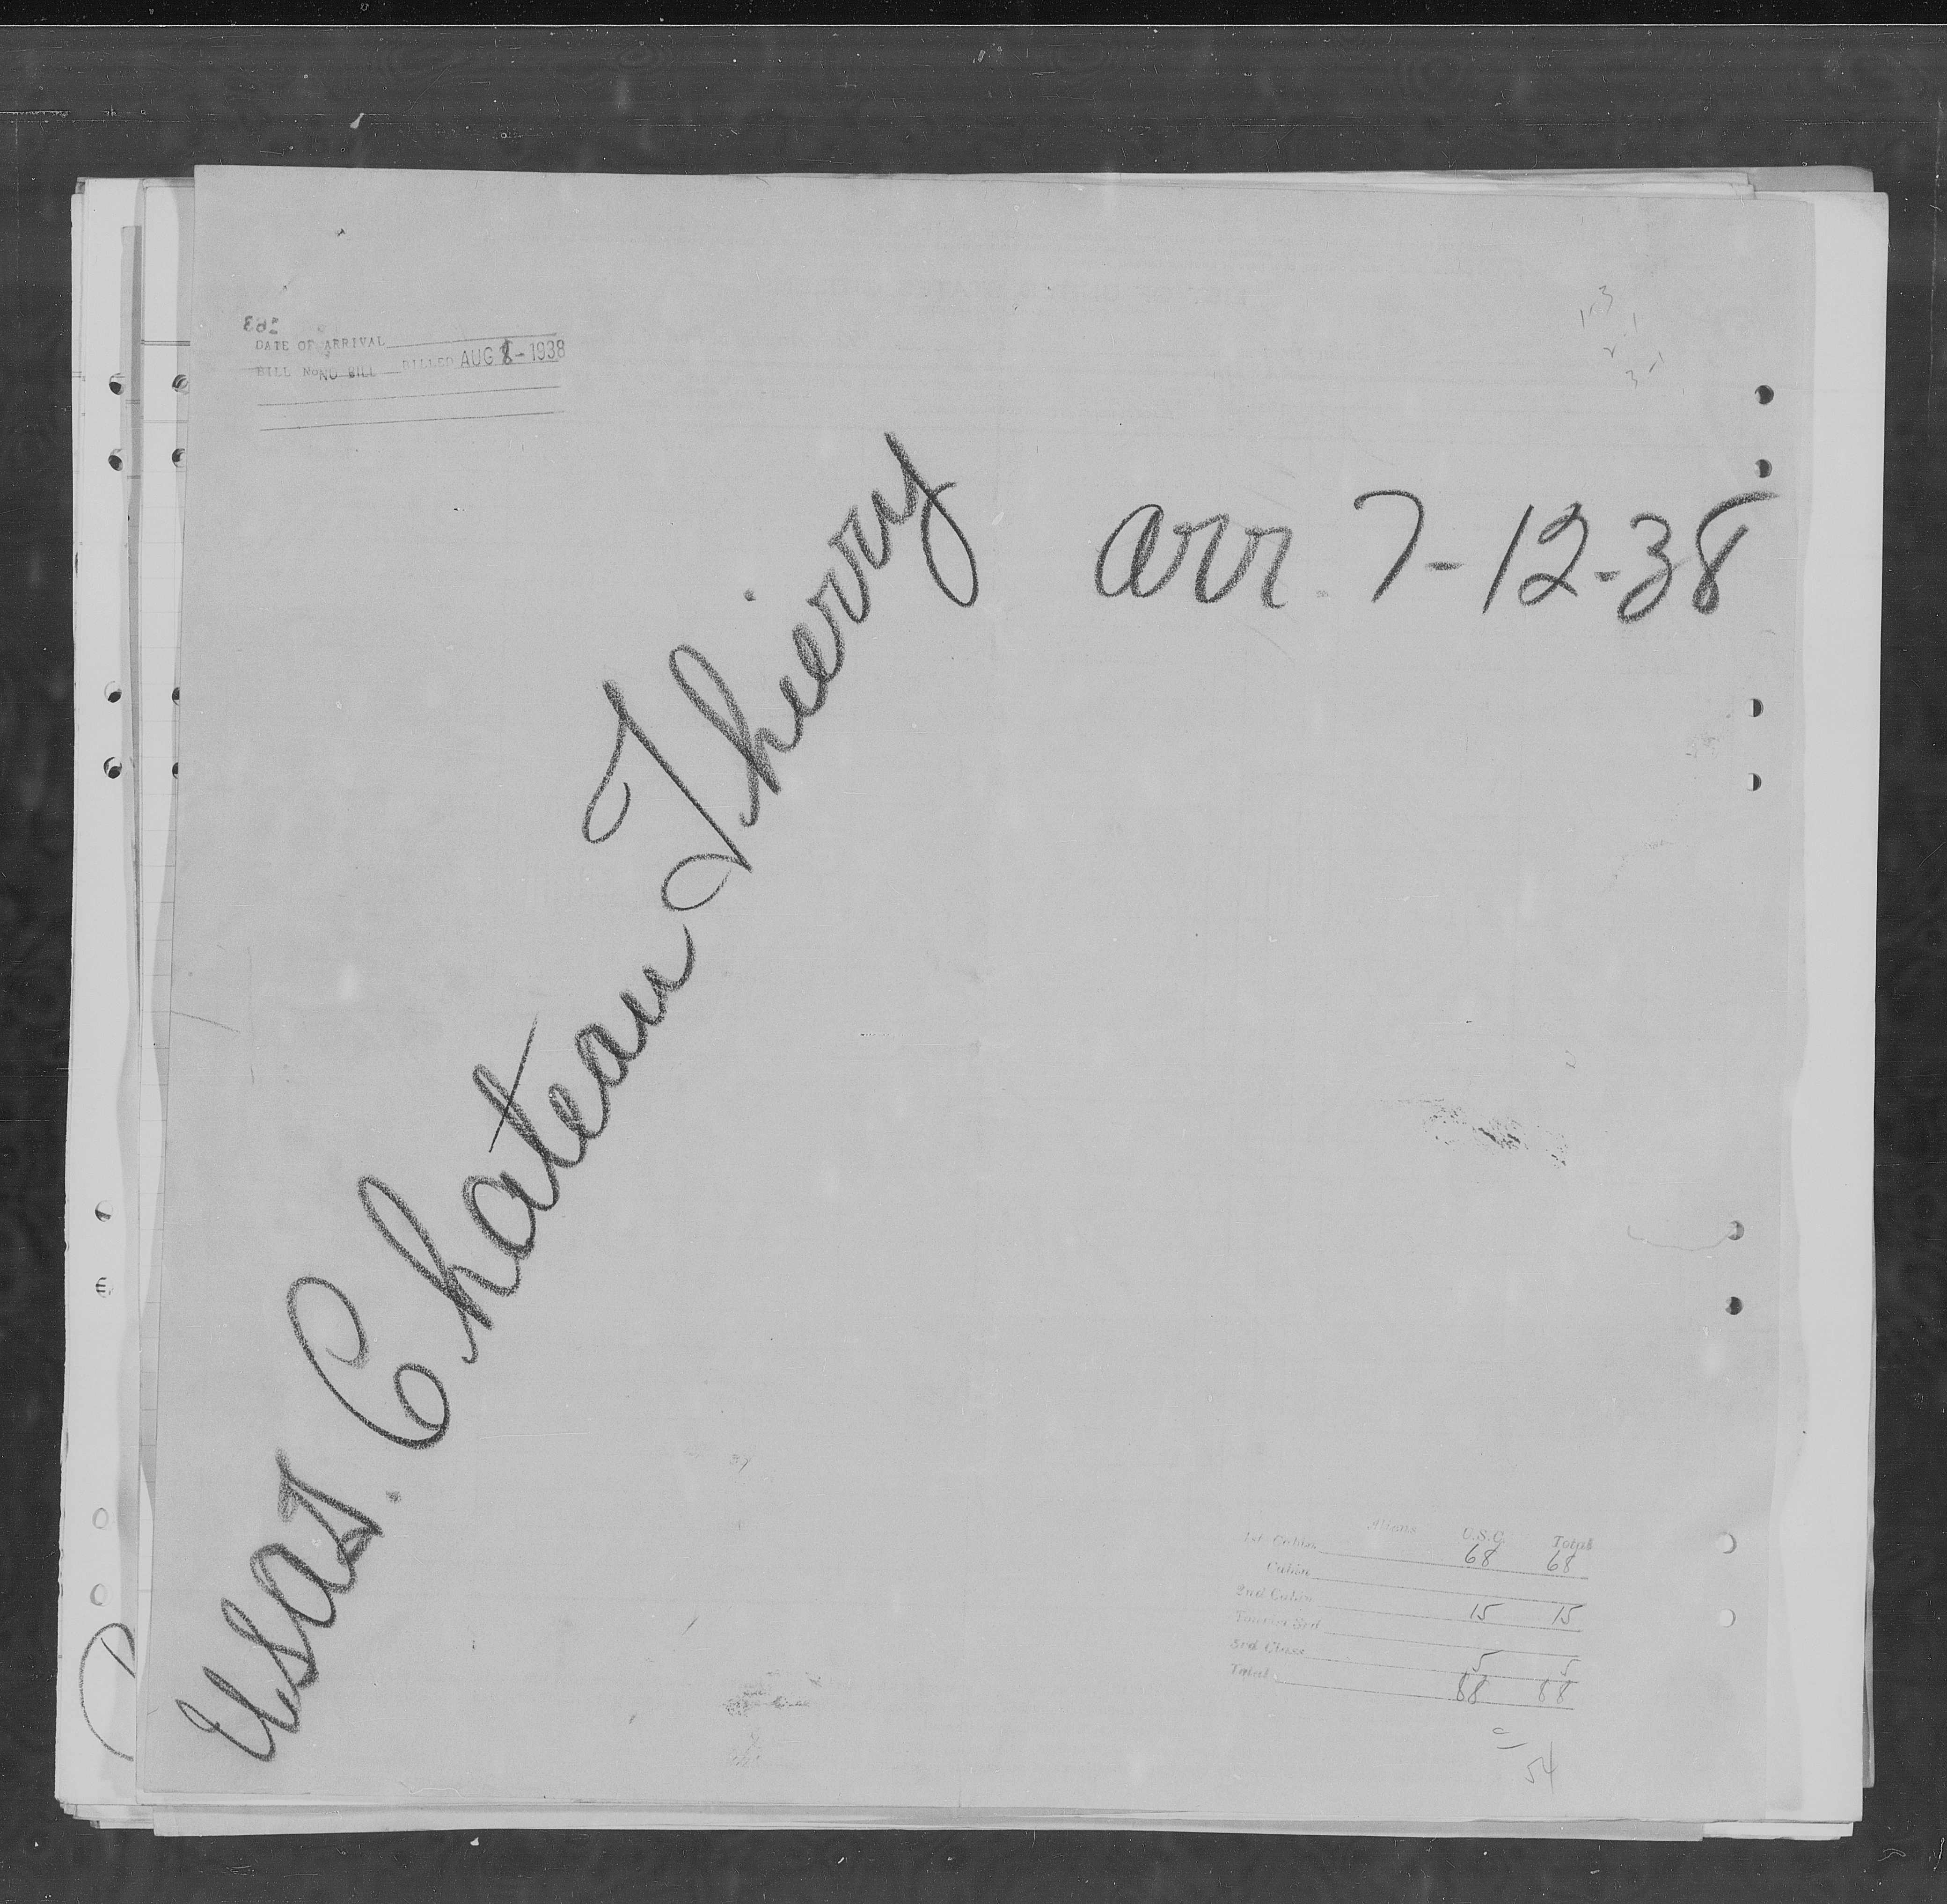 DATE OF ARRIVAL
BILL No NO BILL BILLED AUG 8 - 1938
arr. 7-12-38
USAT. Chateau Thierry
Aliens U.S.C. Total
1st Cabin 68 68
Cabin
2nd Cabin 15 15
Tourist 3rd
3rd Class 5 5
Total 88 88
54